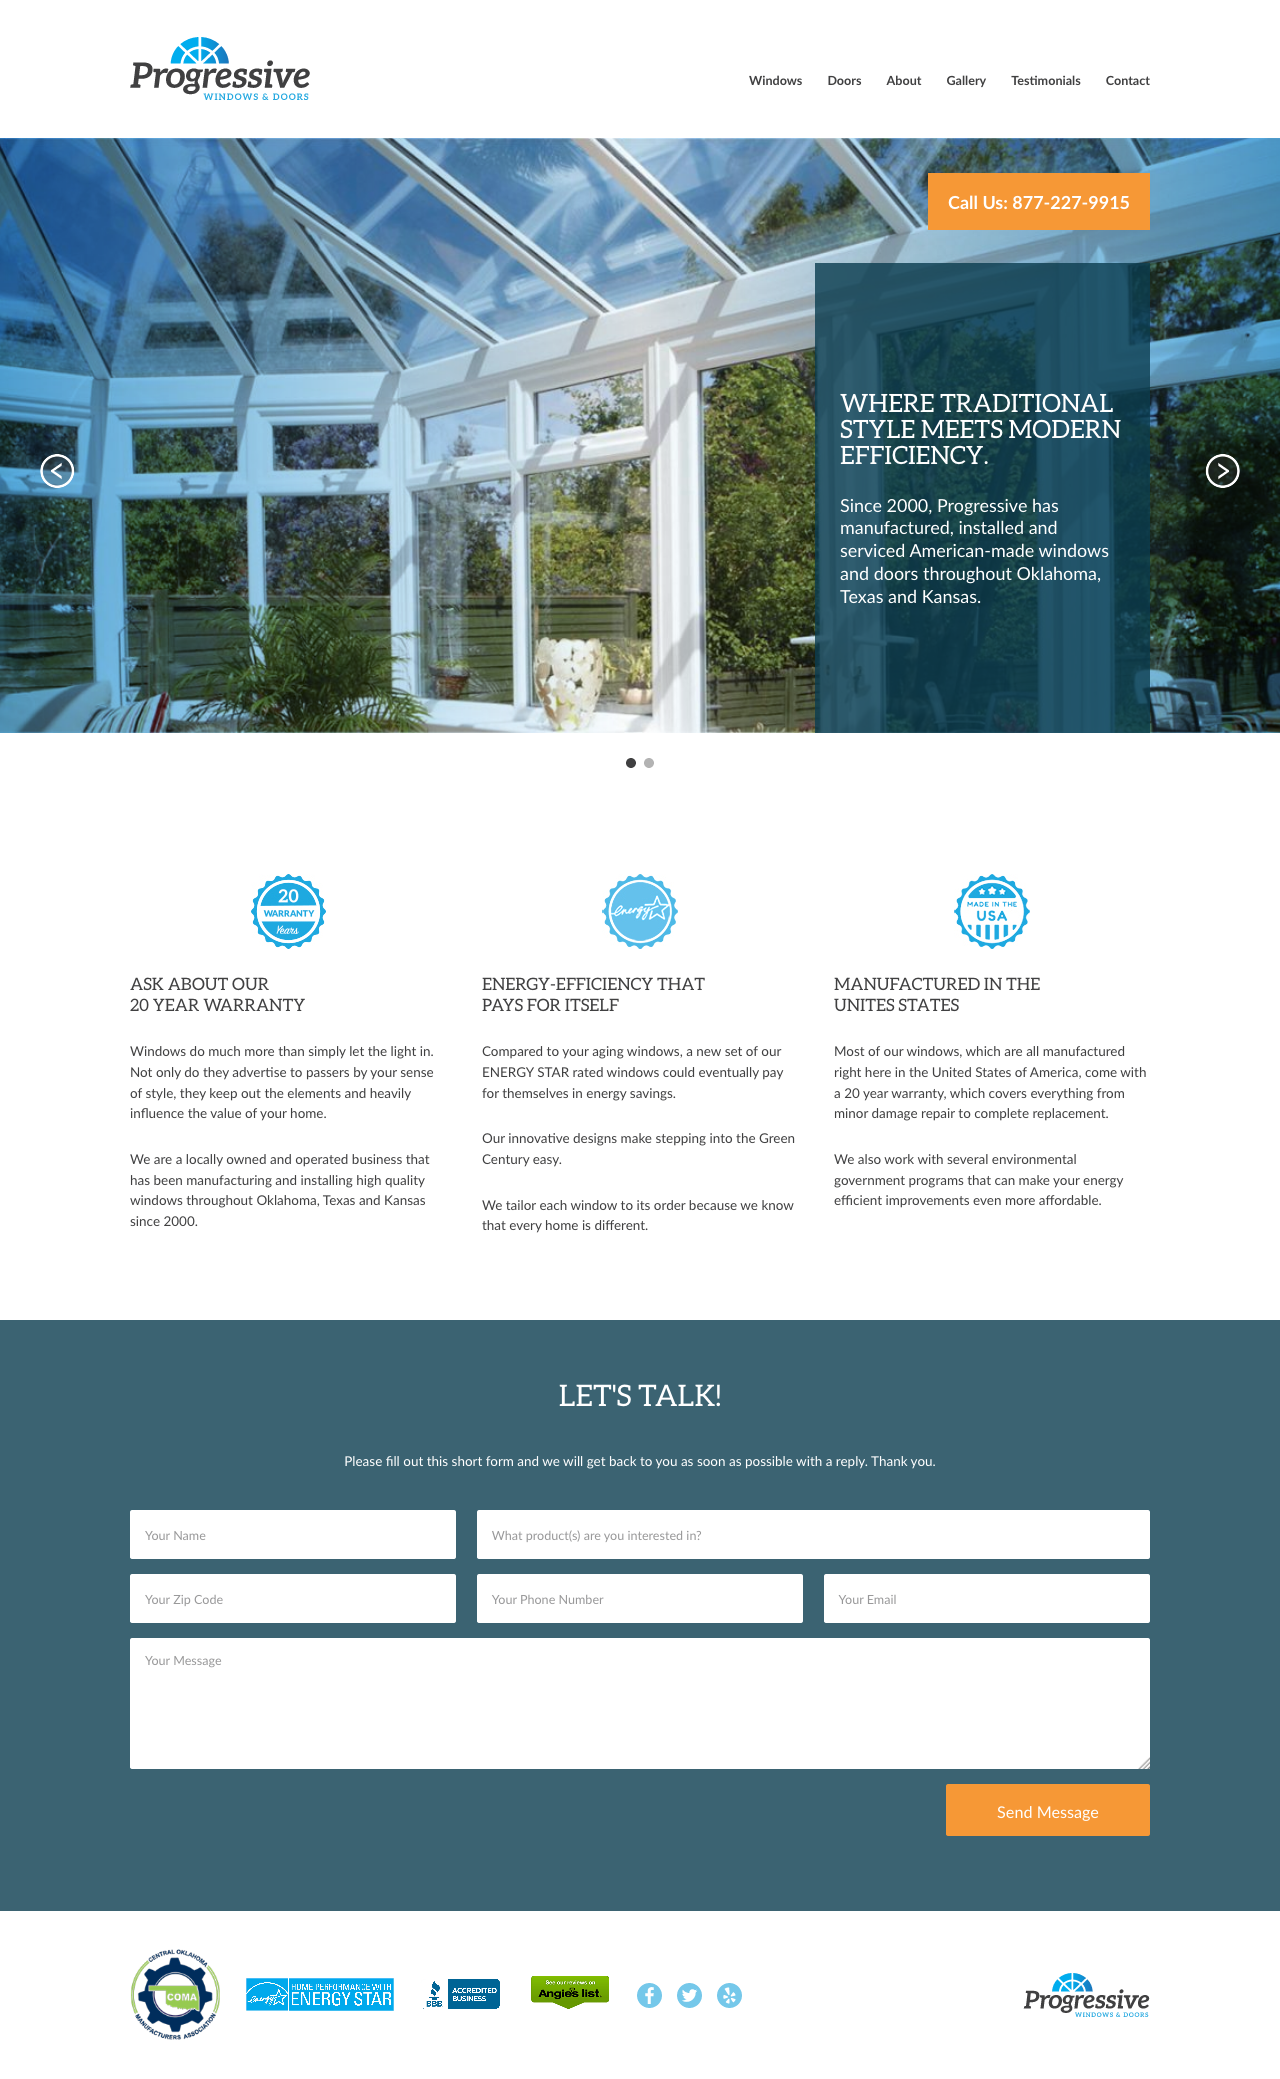 Progressive
WINDOWS & DOORS
Windows Doors About Gallery Testimonials Contact
Call Us: 877-227-9915
WHERE TRADITIONAL
STYLE MEETS MODERN
EFFICIENCY.
Since 2000, Progressive has
manufactured, installed and
serviced American-made windows
and doors throughout Oklahoma,
Texas and Kansas.
20
WARRANTY
Years
energy
MADE IN THE
USA
ASK ABOUT OUR
20 YEAR WARRANTY
Windows do much more than simply let the light in.
Not only do they advertise to passers by your sense
of style, they keep out the elements and heavily
influence the value of your home.
We are a locally owned and operated business that
has been manufacturing and installing high quality
windows throughout Oklahoma, Texas and Kansas
since 2000.
ENERGY-EFFICIENCY THAT
PAYS FOR ITSELF
Compared to your aging windows, a new set of our
ENERGY STAR rated windows could eventually pay
for themselves in energy savings.
Our innovative designs make stepping into the Green
Century easy.
We tailor each window to its order because we know
that every home is different.
MANUFACTURED IN THE
UNITES STATES
Most of our windows, which are all manufactured
right here in the United States of America, come with
a 20 year warranty, which covers everything from
minor damage repair to complete replacement.
We also work with several environmental
government programs that can make your energy
efficient improvements even more affordable.
LET'S TALK!
Please fill out this short form and we will get back to you as soon as possible with a reply. Thank you.
Your Name
What product(s) are you interested in?
Your Zip Code
Your Phone Number
Your Email
Your Message
Send Message
CENTRAL OKLAHOMA
COMA
MANUFACTURERS ASSOCIATION
energy
HOME PERFORMANCE WITH
ENERGY STAR
BBB
ACCREDITED
BUSINESS
See our reviews on
Angies list.
Progressive
WINDOWS & DOORS